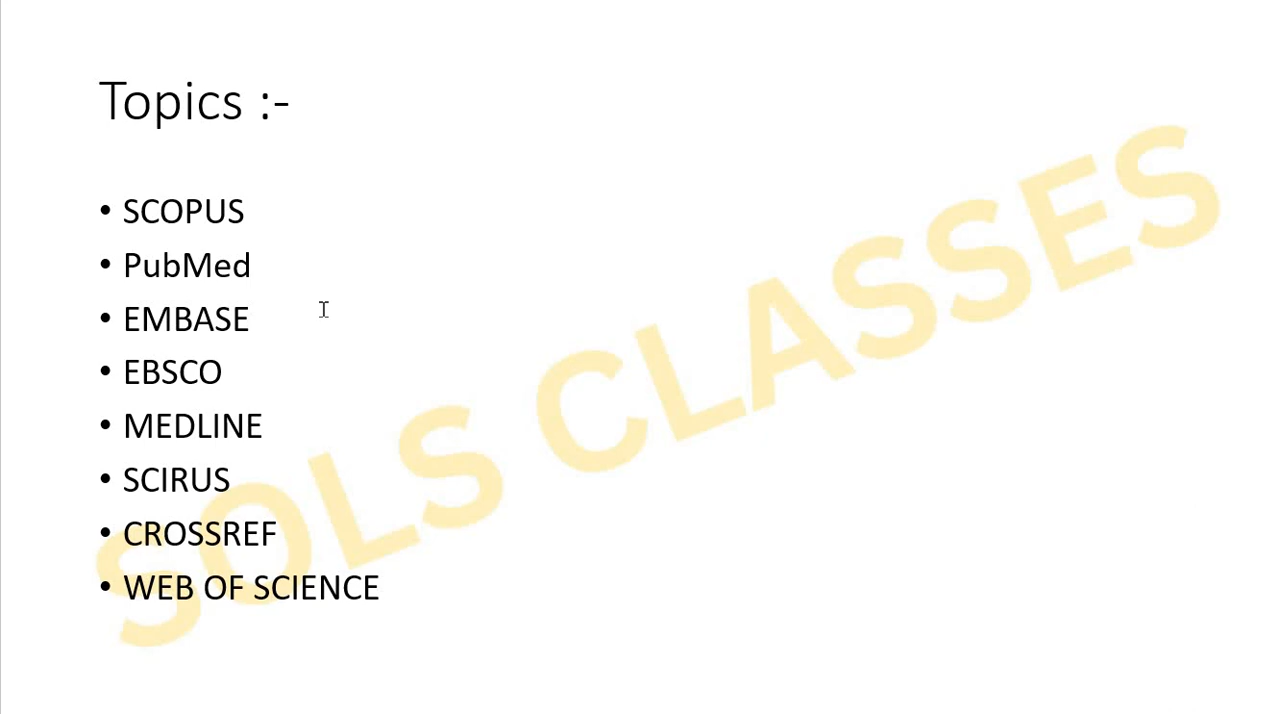 Topics :-
• SCOPUS
• PubMed
• EMBASE
• EBSCO
• MEDLINE
• SCIRUS
• CROSSREF
• WEB OF SCIENCE
SOLS CLASSES